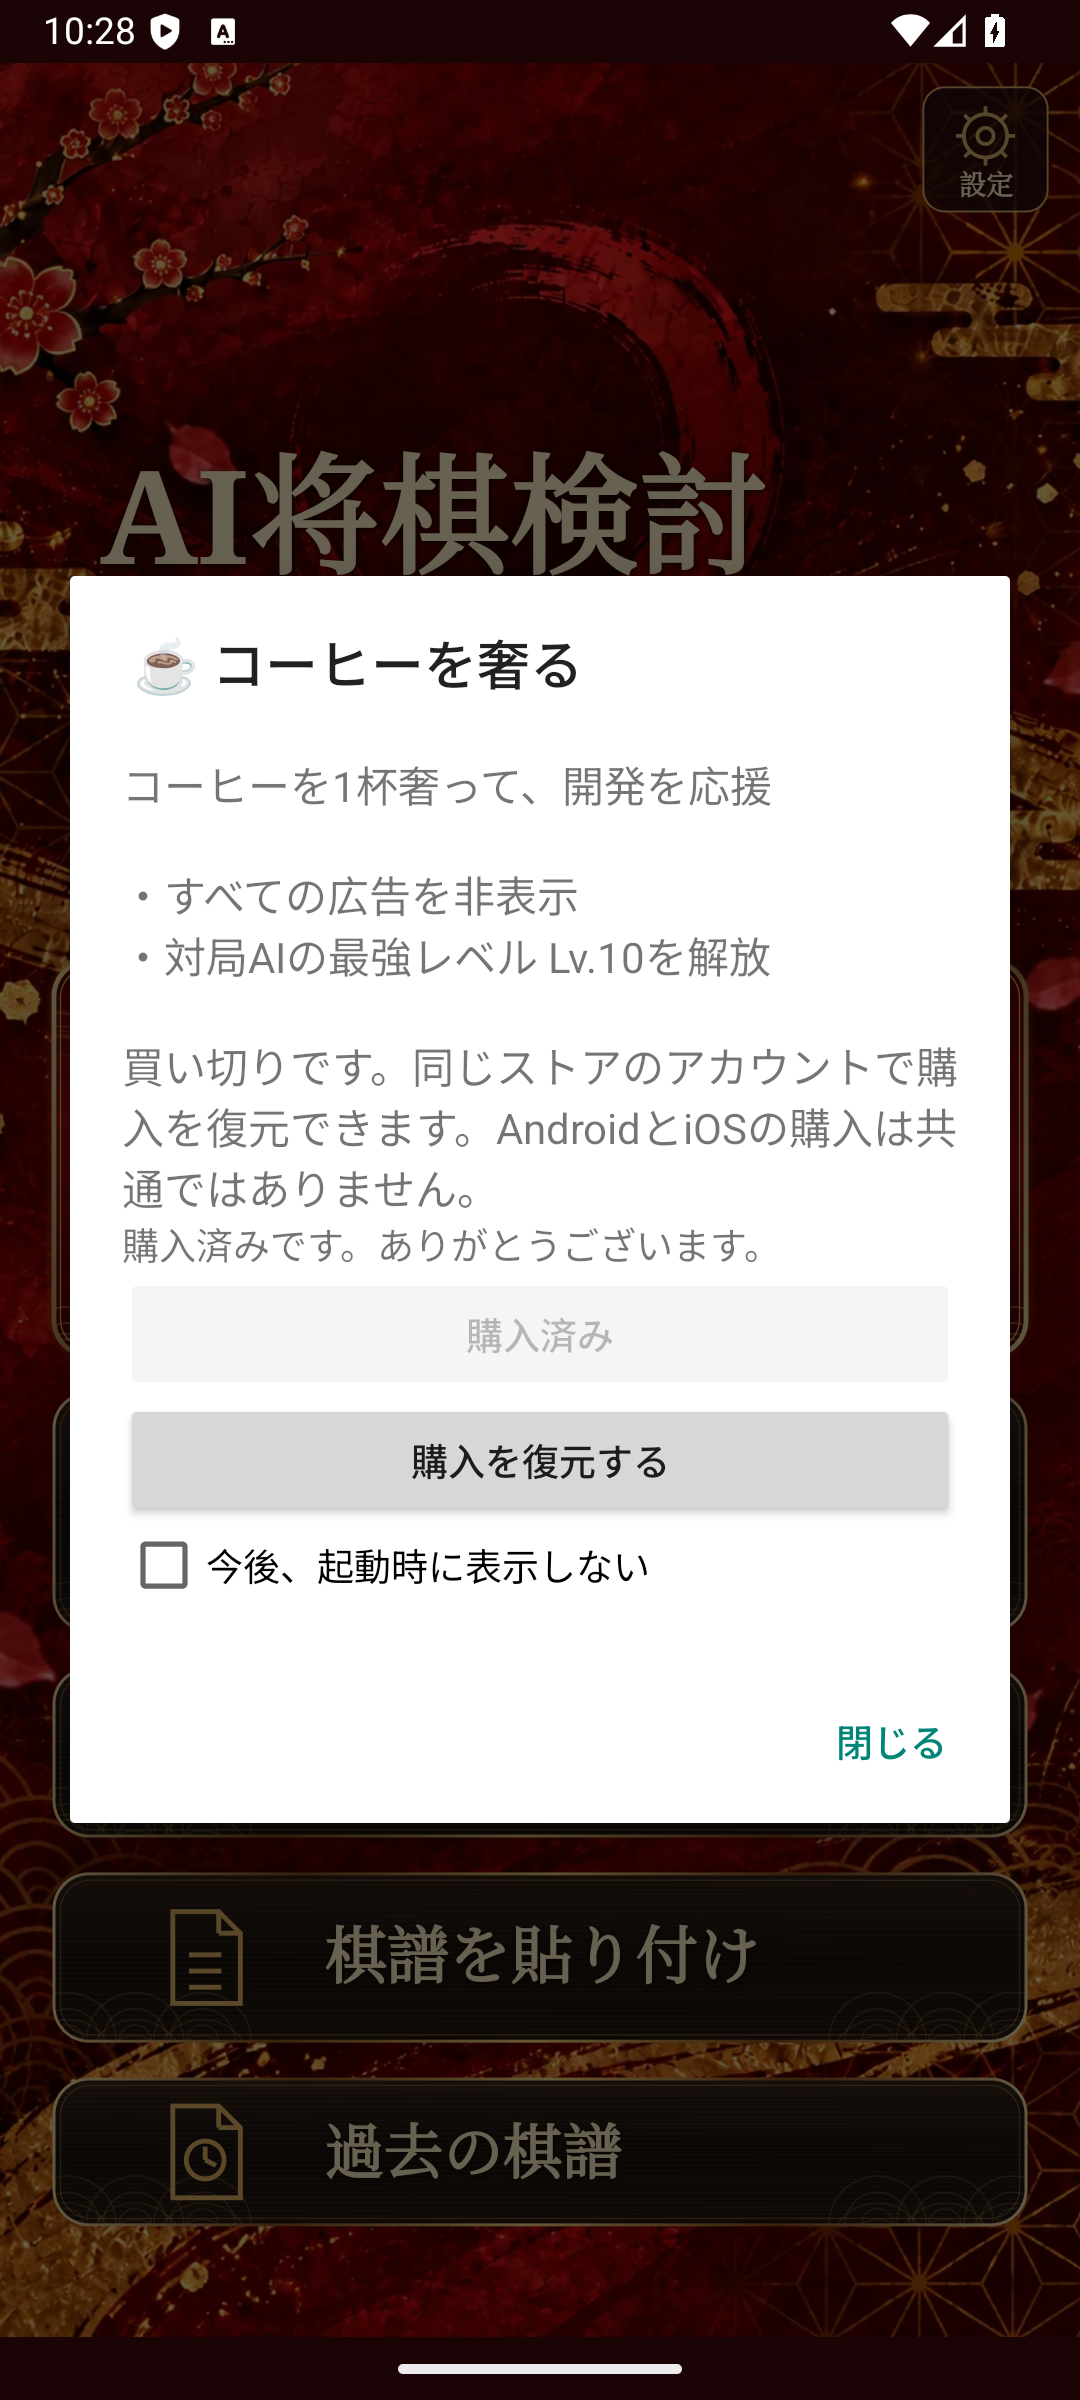 10:28
設定
AI将棋検討
☕ コーヒーを奢る
コーヒーを1杯奢って、開発を応援
・すべての広告を非表示
・対局AIの最強レベル Lv.10を解放
買い切りです。同じストアのアカウントで購
入を復元できます。AndroidとiOSの購入は共
通ではありません。
購入済みです。ありがとうございます。
購入済み
購入を復元する
今後、起動時に表示しない
閉じる
棋譜を貼り付け
過去の棋譜